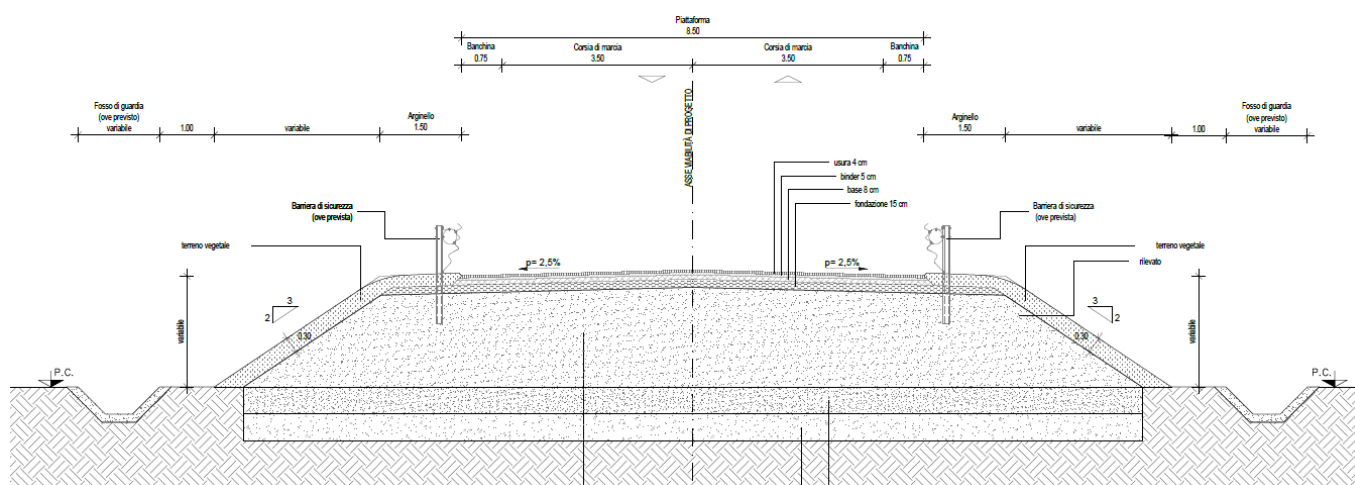 Piattaforma
8.50
Banchina
0.75
Corsia di marcia
3.50
Corsia di marcia
3.50
Banchina
0.75
Fosso di guardia
(ove previsto)
variabile
1.00
variabile
Arginello
1.50
ASSE VIABILITÀ DI PROGETTO
Arginello
1.50
variabile
1.00
Fosso di guardia
(ove previsto)
variabile
usura 4 cm
binder 5 cm
base 8 cm
fondazione 15 cm
Barriera di sicurezza
(ove prevista)
Barriera di sicurezza
(ove prevista)
terreno vegetale
terreno vegetale
rilevato
p= 2,5%
p= 2,5%
3
2
3
2
variabile
0.30
0.30
variabile
P.C.
P.C.